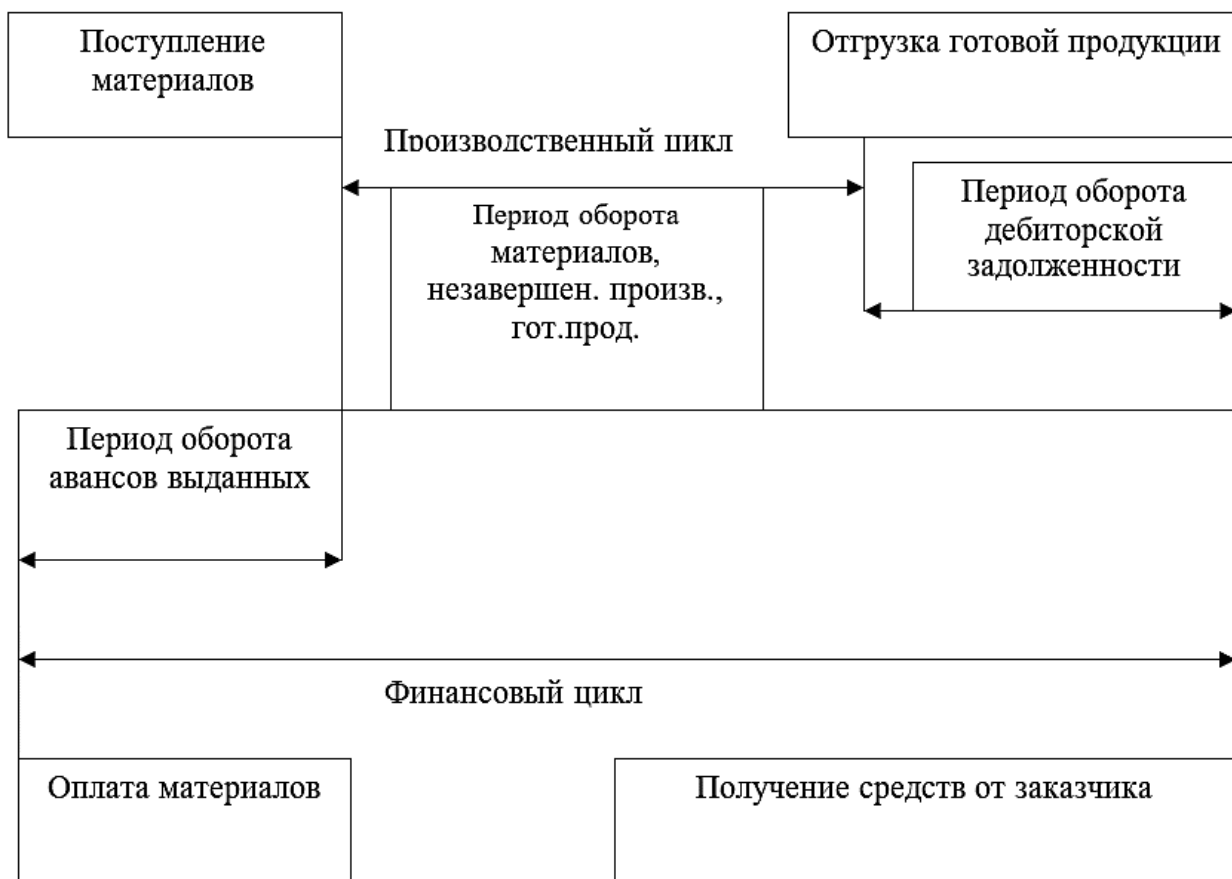 Поступление
материалов
Отгрузка готовой продукции
Производственный цикл
Период оборота
материалов,
незавершен. произв.,
гот.прод.
Период оборота
дебиторской
задолженности
Период оборота
авансов выданных
Финансовый цикл
Оплата материалов
Получение средств от заказчика